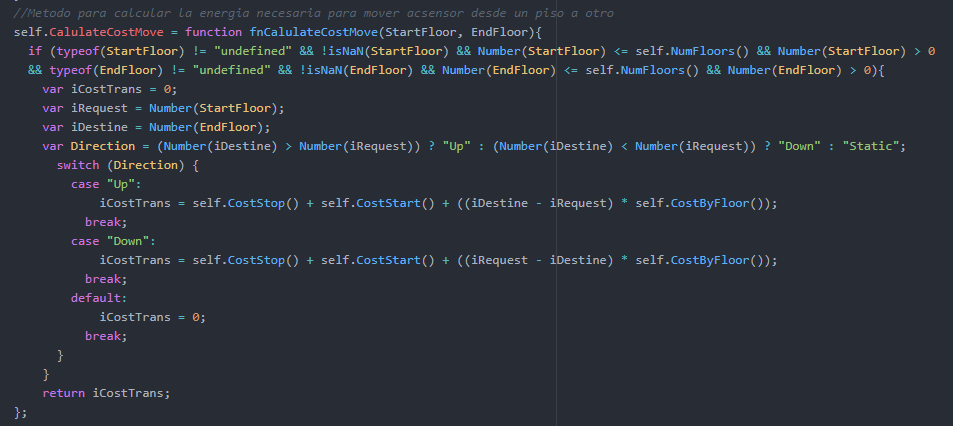 //Metodo para calcular la energia necesaria para mover acsensor desde un piso a otro
self.CalulateCostMove = function fnCalulateCostMove(StartFloor, EndFloor){
  if (typeof(StartFloor) != "undefined" && !isNaN(StartFloor) && Number(StartFloor) <= self.NumFloors() && Number(StartFloor) > 0
  && typeof(EndFloor) != "undefined" && !isNaN(EndFloor) && Number(EndFloor) <= self.NumFloors() && Number(EndFloor) > 0){
    var iCostTrans = 0;
    var iRequest = Number(StartFloor);
    var iDestine = Number(EndFloor);
    var Direction = (Number(iDestine) > Number(iRequest)) ? "Up" : (Number(iDestine) < Number(iRequest)) ? "Down" : "Static";
      switch (Direction) {
        case "Up":
            iCostTrans = self.CostStop() + self.CostStart() + ((iDestine - iRequest) * self.CostByFloor());
          break;
        case "Down":
            iCostTrans = self.CostStop() + self.CostStart() + ((iRequest - iDestine) * self.CostByFloor());
          break;
        default:
            iCostTrans = 0;
          break;
      }
    }
    return iCostTrans;
};